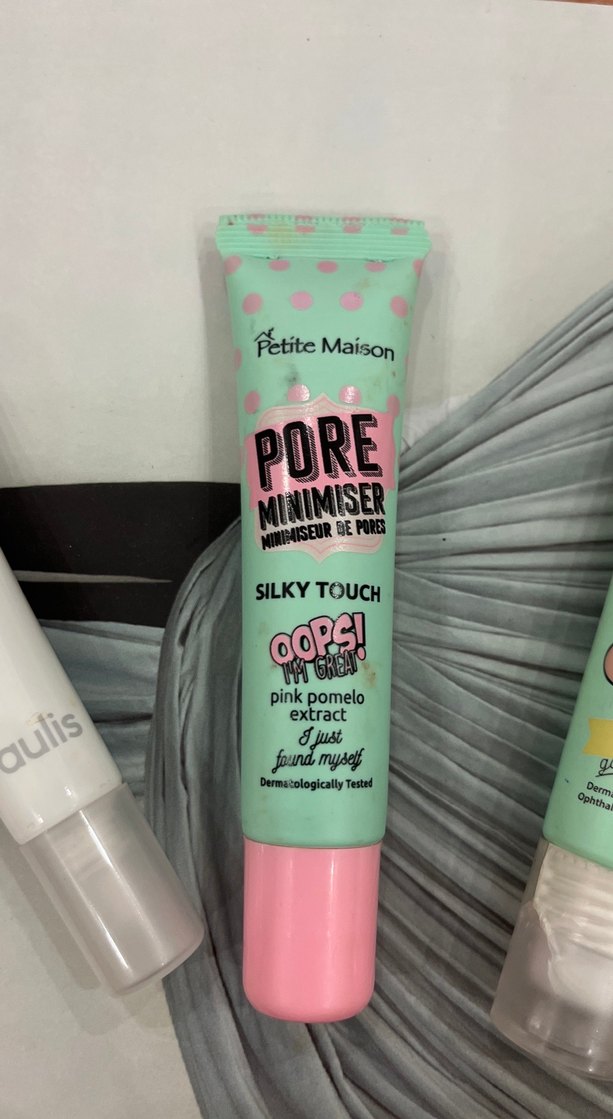 Petite Maison
PORE
MINIMISER
MINIMISEUR DE PORES
SILKY TOUCH
OOPS!
I'M GREAT
pink pomelo
extract
I just
found myself
Dermatologically Tested
aulis